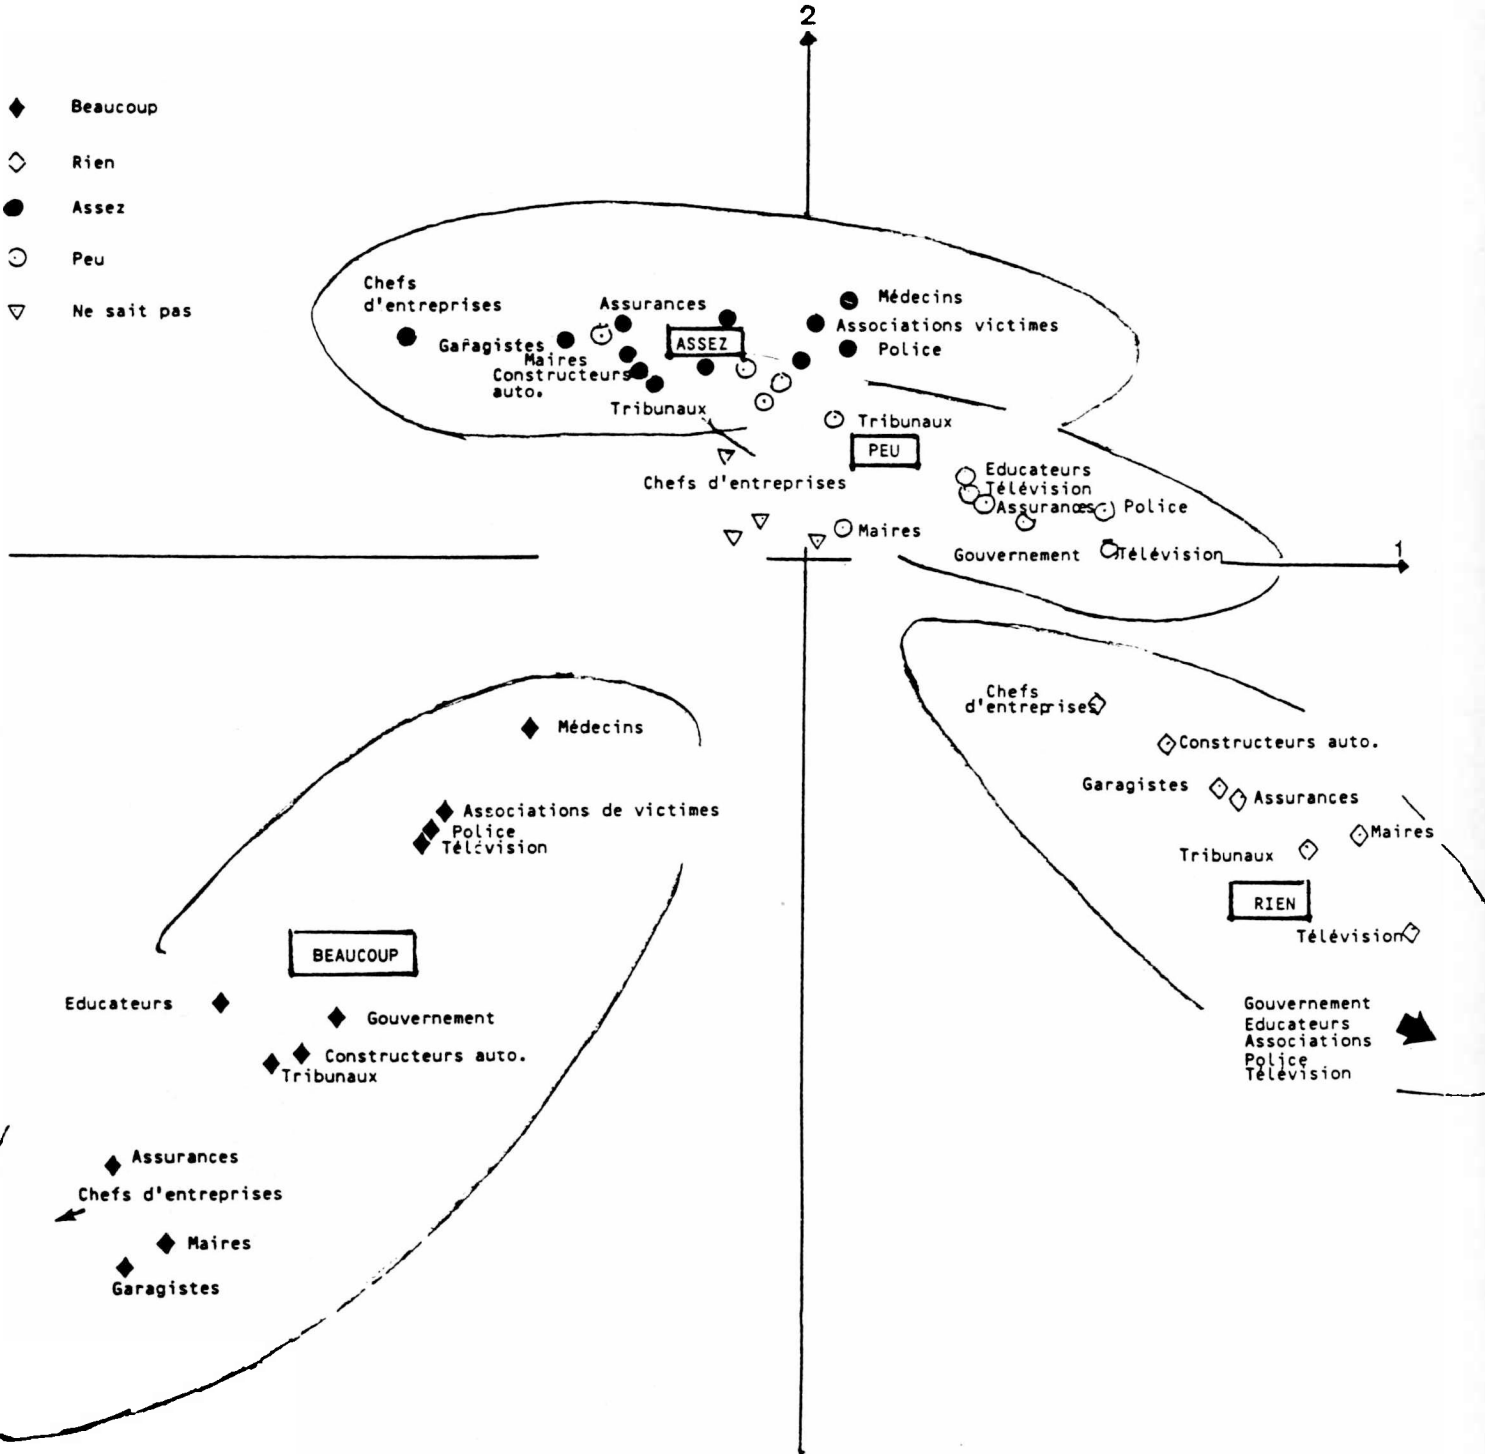 2
Beaucoup
Rien
Assez
Peu
Ne sait pas
Chefs
d'entreprises
Assurances
Médecins
Associations victimes
Garagistes
ASSEZ
Police
Maires
Constructeurs
auto.
Tribunaux
Tribunaux
PEU
Chefs d'entreprises
Educateurs
Télévision
Assurances
Police
Maires
Gouvernement
Télévision
1
Chefs
d'entreprises
Médecins
Constructeurs auto.
Garagistes
Assurances
Associations de victimes
Police
Télévision
Maires
Tribunaux
RIEN
Télévision
BEAUCOUP
Educateurs
Gouvernement
Constructeurs auto.
Tribunaux
Gouvernement
Educateurs
Associations
Police
Télévision
Assurances
Chefs d'entreprises
Maires
Garagistes